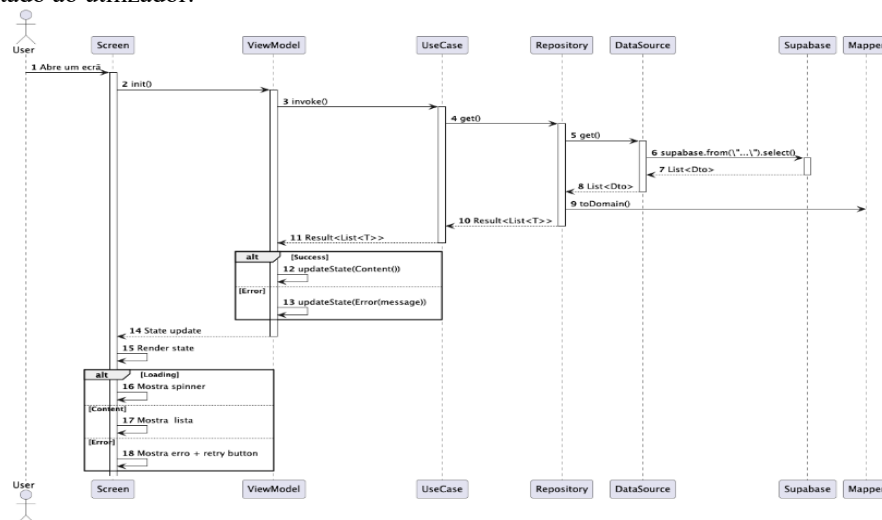 tado ao utilizador.
User
Screen
ViewModel
UseCase
Repository
DataSource
Supabase
Mapper
1 Abre um ecrã
2 init()
3 invoke()
4 get()
5 get()
6 supabase.from(\"...\").select()
7 List<Dto>
8 List<Dto>
9 toDomain()
10 Result<List<T>>
11 Result<List<T>>
alt [Success]
12 updateState(Content())
[Error]
13 updateState(Error(message))
14 State update
15 Render state
alt [Loading]
16 Mostra spinner
[Content]
17 Mostra lista
[Error]
18 Mostra erro + retry button
User
Screen
ViewModel
UseCase
Repository
DataSource
Supabase
Mapper